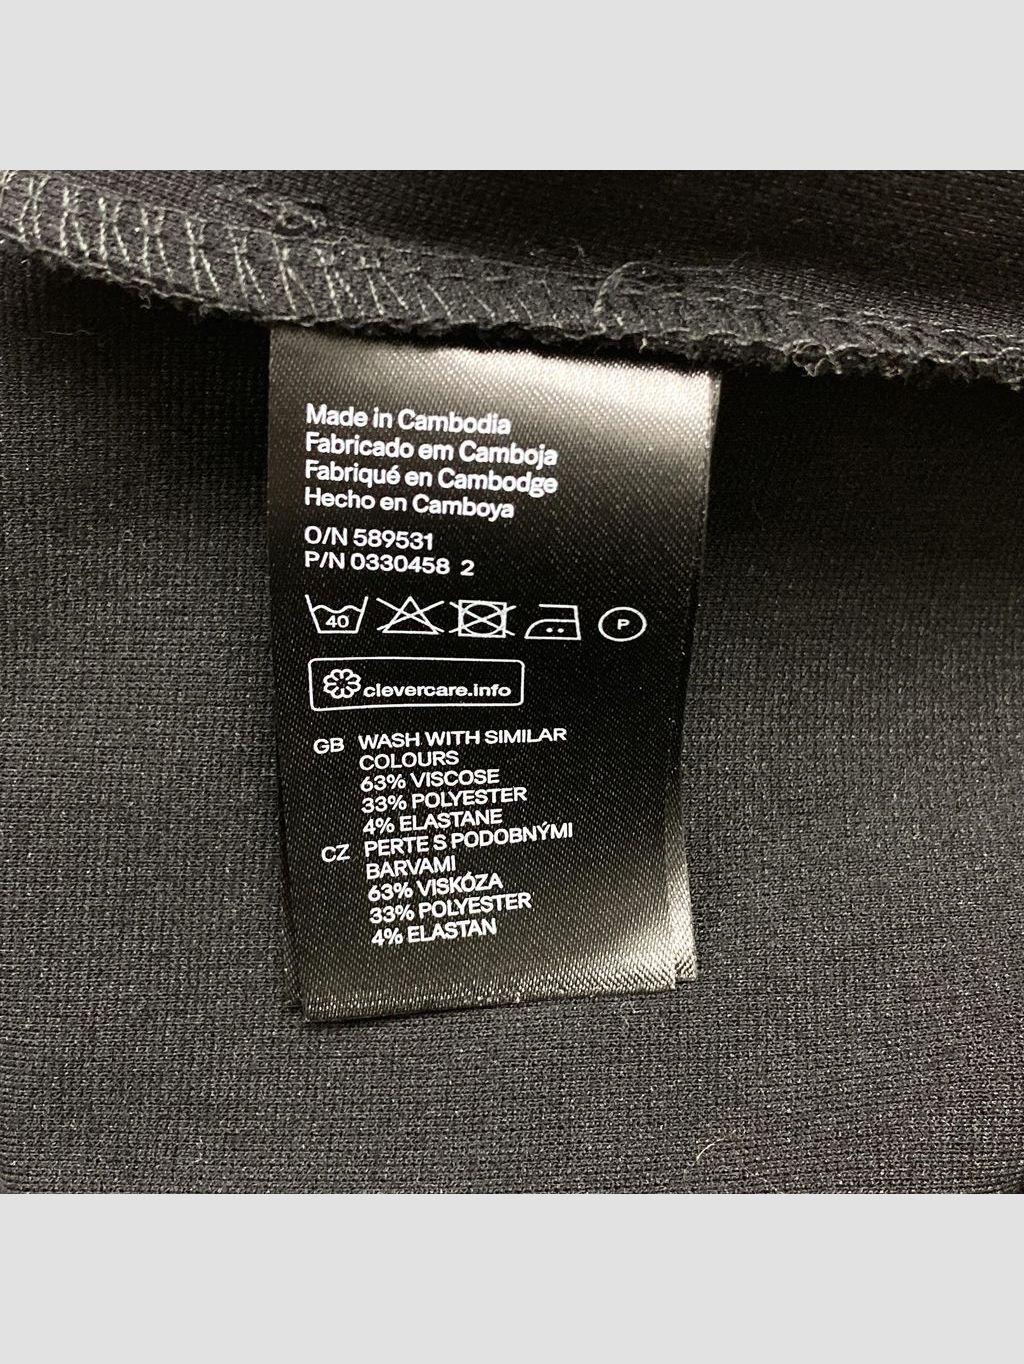 Made in Cambodia
Fabricado em Camboja
Fabriqué en Cambodge
Hecho en Camboya
O/N 589531
P/N 0330458 2
40
P
clevercare.info
GB WASH WITH SIMILAR
COLOURS
63% VISCOSE
33% POLYESTER
4% ELASTANE
CZ PERTE S PODOBNÝMI
BARVAMI
63% VISKÓZA
33% POLYESTER
4% ELASTAN